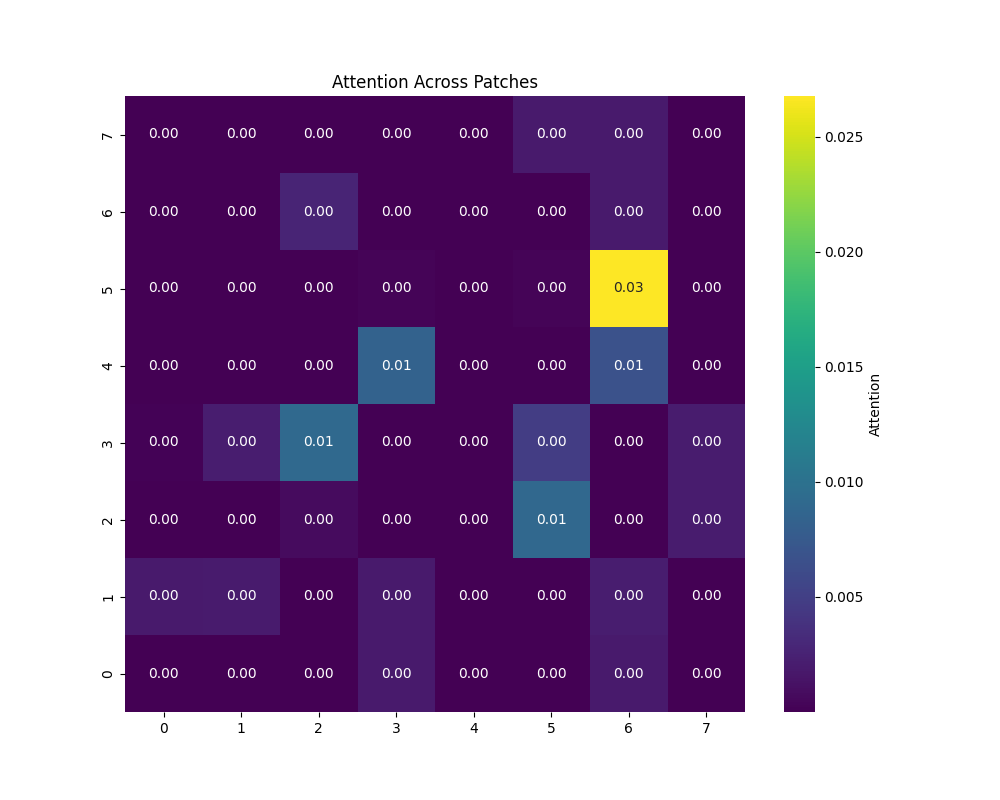 Attention Across Patches
7 0.00 0.00 0.00 0.00 0.00 0.00 0.00 0.00
6 0.00 0.00 0.00 0.00 0.00 0.00 0.00 0.00
5 0.00 0.00 0.00 0.00 0.00 0.00 0.03 0.00
4 0.00 0.00 0.00 0.01 0.00 0.00 0.01 0.00
3 0.00 0.00 0.01 0.00 0.00 0.00 0.00 0.00
2 0.00 0.00 0.00 0.00 0.00 0.01 0.00 0.00
1 0.00 0.00 0.00 0.00 0.00 0.00 0.00 0.00
0 0.00 0.00 0.00 0.00 0.00 0.00 0.00 0.00
0 1 2 3 4 5 6 7
0.025
0.020
0.015
0.010
0.005
Attention